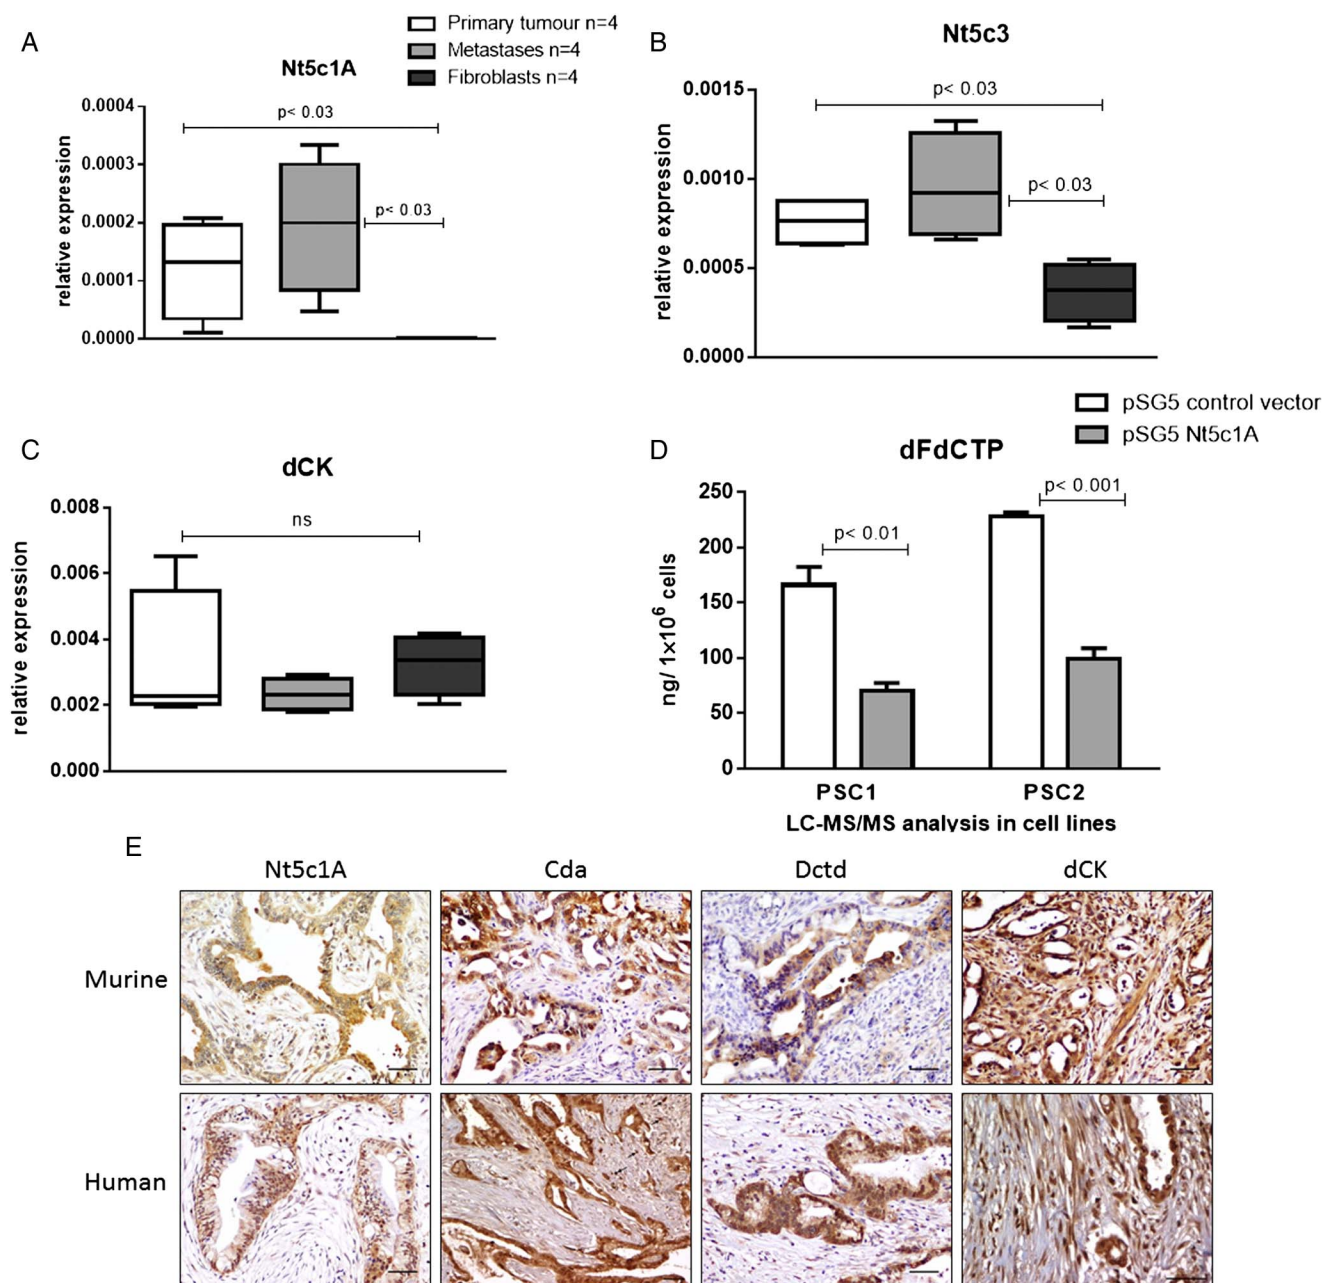 A
Nt5c1A
Primary tumour n=4
Metastases n=4
Fibroblasts n=4
relative expression
0.0004
0.0003
0.0002
0.0001
0.0000
p< 0.03
p< 0.03
B
Nt5c3
relative expression
0.0015
0.0010
0.0005
0.0000
p< 0.03
p< 0.03
C
dCK
relative expression
0.008
0.006
0.004
0.002
0.000
ns
D
dFdCTP
pSG5 control vector
pSG5 Nt5c1A
ng/ 1×10⁶ cells
250
200
150
100
50
0
p< 0.01
p< 0.001
PSC1 PSC2
LC-MS/MS analysis in cell lines
E
Nt5c1A Cda Dctd dCK
Murine
Human